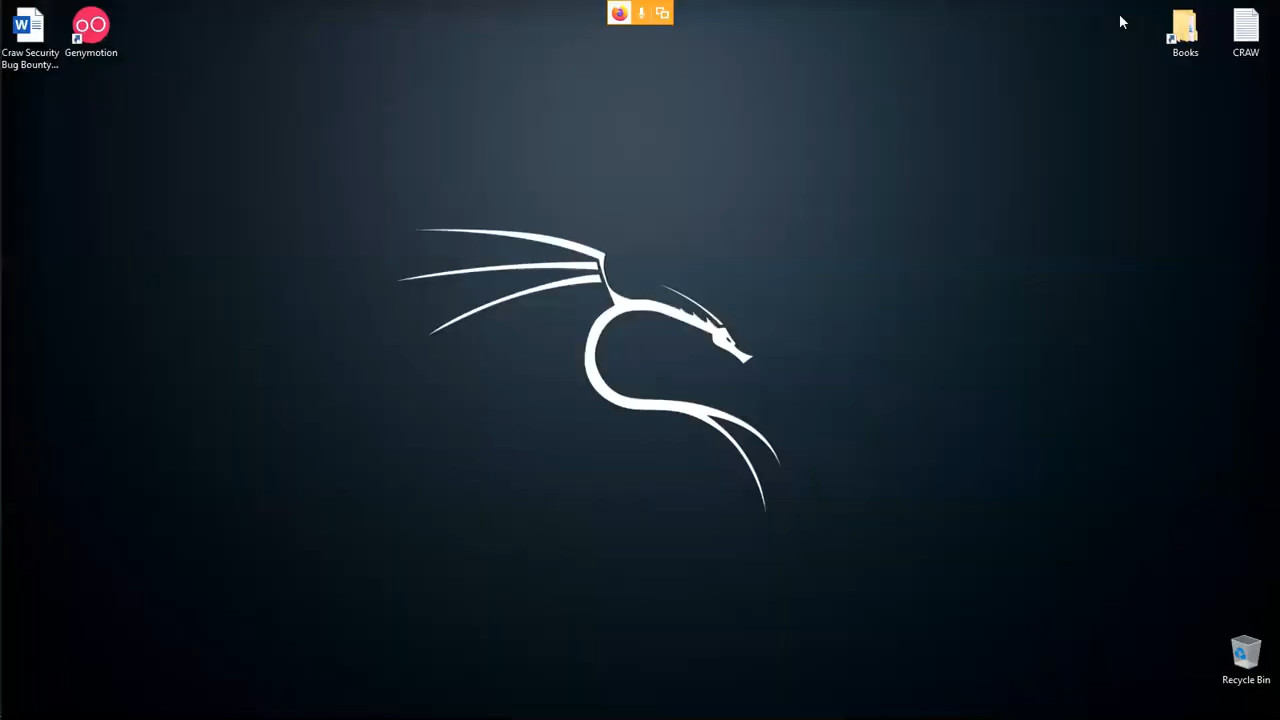 Craw Security
Bug Bounty...
Genymotion
Books
CRAW
Recycle Bin